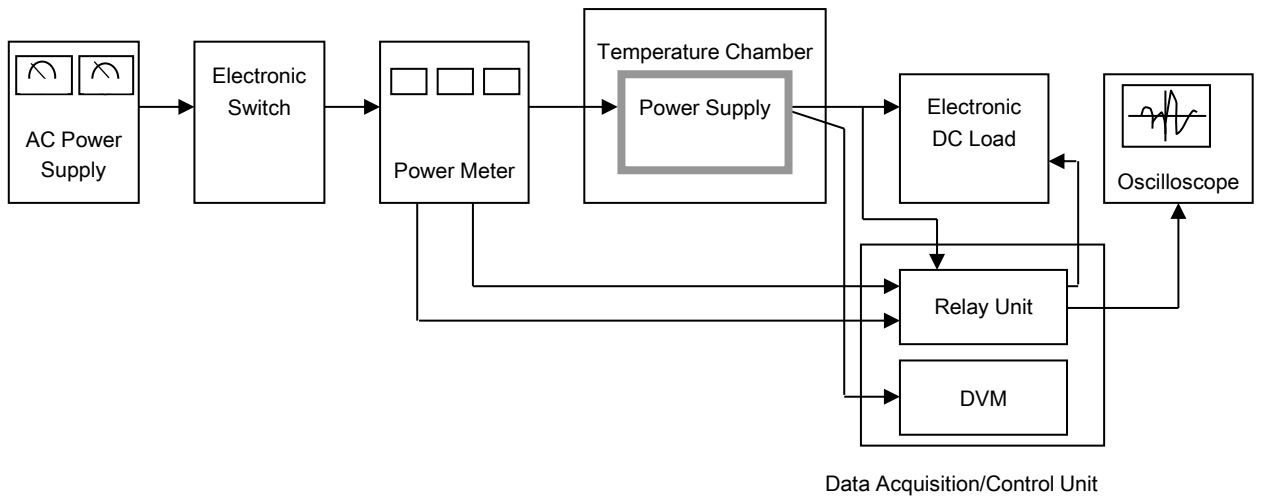 AC Power
Supply
Electronic
Switch
Power Meter
Temperature Chamber
Power Supply
Electronic
DC Load
Oscilloscope
Relay Unit
DVM
Data Acquisition/Control Unit